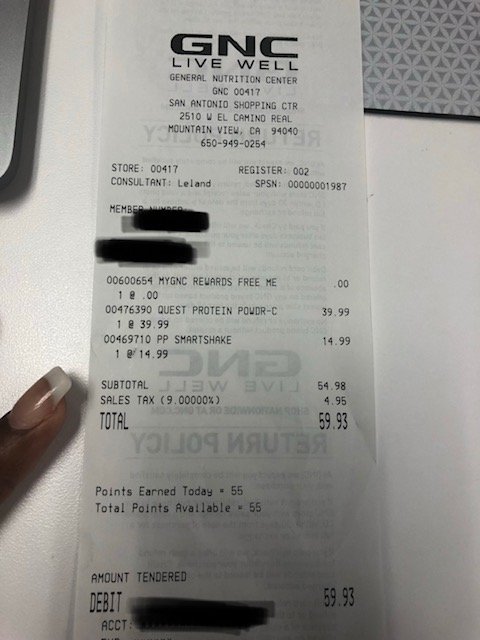 GNC
LIVE WELL
GENERAL NUTRITION CENTER
GNC 00417
SAN ANTONIO SHOPPING CTR
2510 W EL CAMINO REAL
MOUNTAIN VIEW, CA 94040
650-949-0254
STORE: 00417 REGISTER: 002
CONSULTANT: Leland SPSN: 00000001987
MEMBER NUMBER:
00600654 MYGNC REWARDS FREE ME .00
1 @ .00
00476390 QUEST PROTEIN POWDR-C 39.99
1 @ 39.99
00469710 PP SMARTSHAKE 14.99
1 @ 14.99
SUBTOTAL 54.98
SALES TAX (9.00000%) 4.95
TOTAL 59.93
Points Earned Today = 55
Total Points Available = 55
AMOUNT TENDERED
DEBIT 59.93
ACCT: